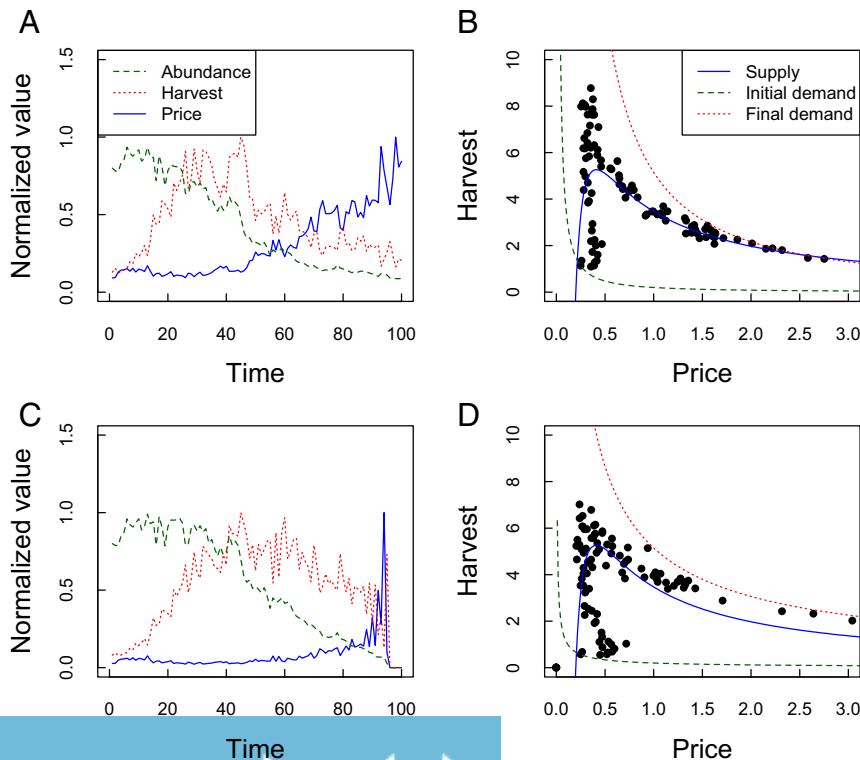 A
Normalized value
0.0 0.5 1.0 1.5
Abundance
Harvest
Price
0 20 40 60 80 100
Time
B
Harvest
0 2 4 6 8 10
Supply
Initial demand
Final demand
0.0 0.5 1.0 1.5 2.0 2.5 3.0
Price
C
Normalized value
0.0 0.5 1.0 1.5
0 20 40 60 80 100
Time
D
Harvest
0 2 4 6 8 10
0.0 0.5 1.0 1.5 2.0 2.5 3.0
Price